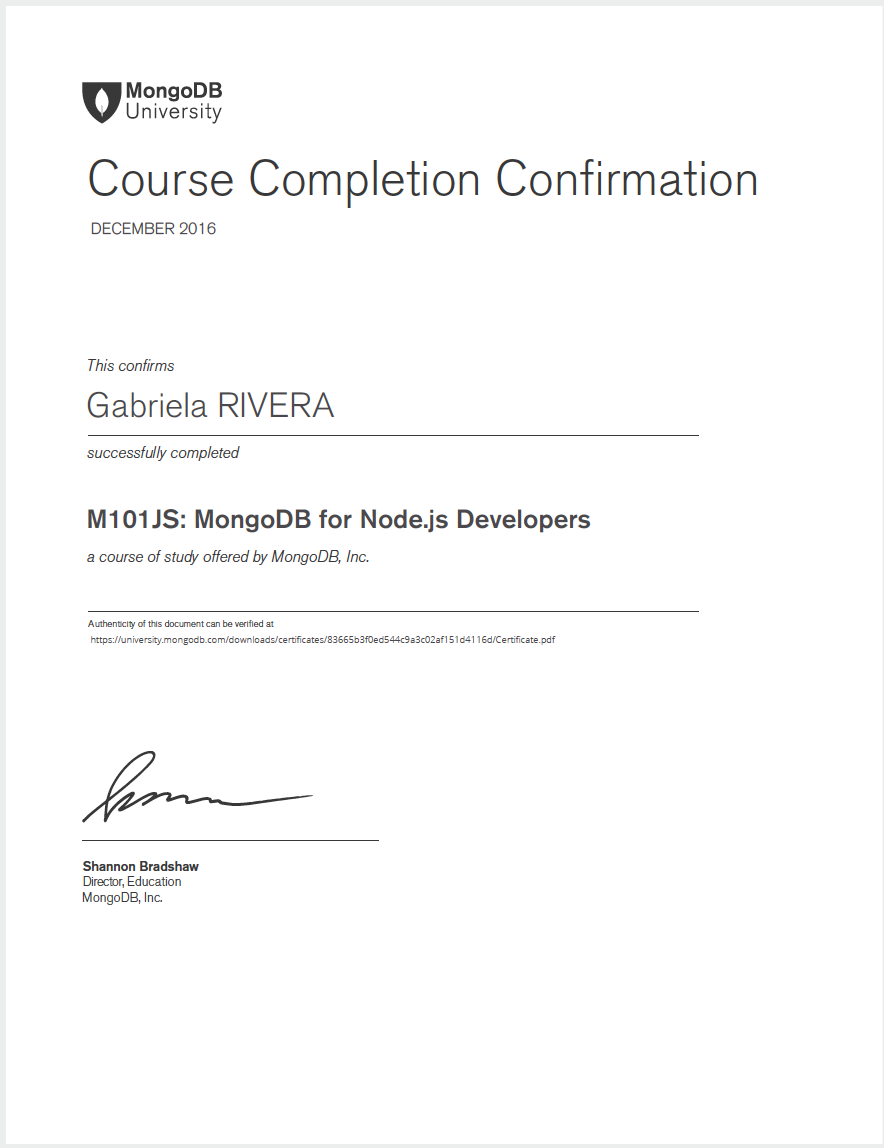 MongoDB
University
Course Completion Confirmation
DECEMBER 2016
This confirms
Gabriela RIVERA
successfully completed
M101JS: MongoDB for Node.js Developers
a course of study offered by MongoDB, Inc.
Authenticity of this document can be verified at
https://university.mongodb.com/downloads/certificates/83665b3f0ed544c9a3c02af151d4116d/Certificate.pdf
Shannon Bradshaw
Director, Education
MongoDB, Inc.